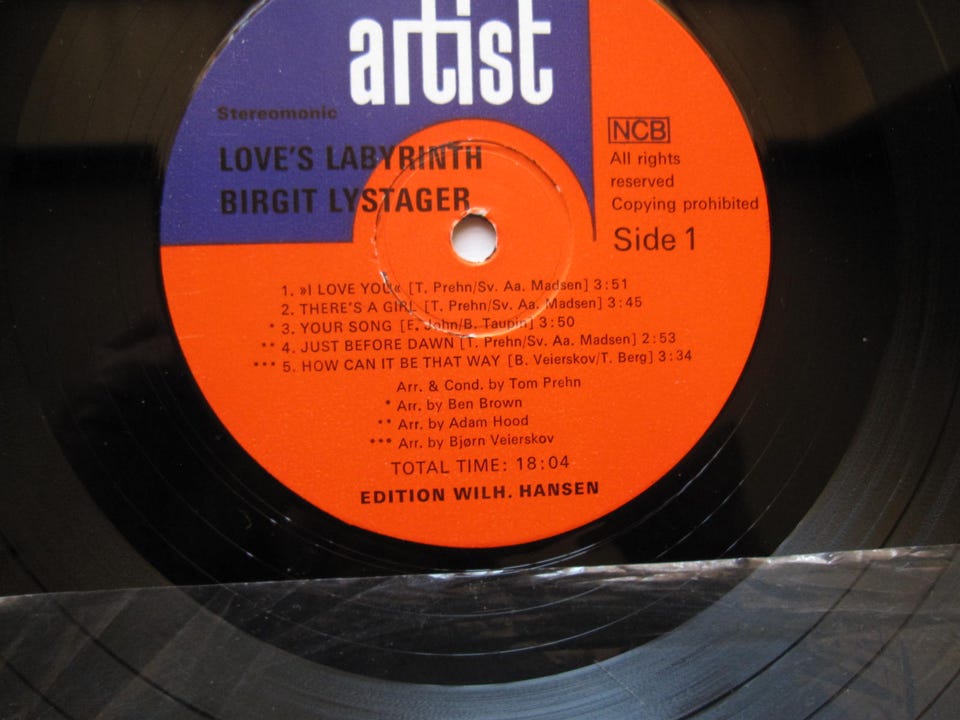 artist
Stereomonic
LOVE'S LABYRINTH
BIRGIT LYSTAGER
NCB
All rights
reserved
Copying prohibited
Side 1
1. »I LOVE YOU« [T. Prehn/Sv. Aa. Madsen] 3:51
2. THERE'S A GIRL [T. Prehn/Sv. Aa. Madsen] 3:45
* 3. YOUR SONG [E. John/B. Taupin] 3:50
** 4. JUST BEFORE DAWN [T. Prehn/Sv. Aa. Madsen] 2:53
*** 5. HOW CAN IT BE THAT WAY [B. Veierskov/T. Berg] 3:34
Arr. & Cond. by Tom Prehn
* Arr. by Ben Brown
** Arr. by Adam Hood
*** Arr. by Bjørn Veierskov
TOTAL TIME: 18:04
EDITION WILH. HANSEN